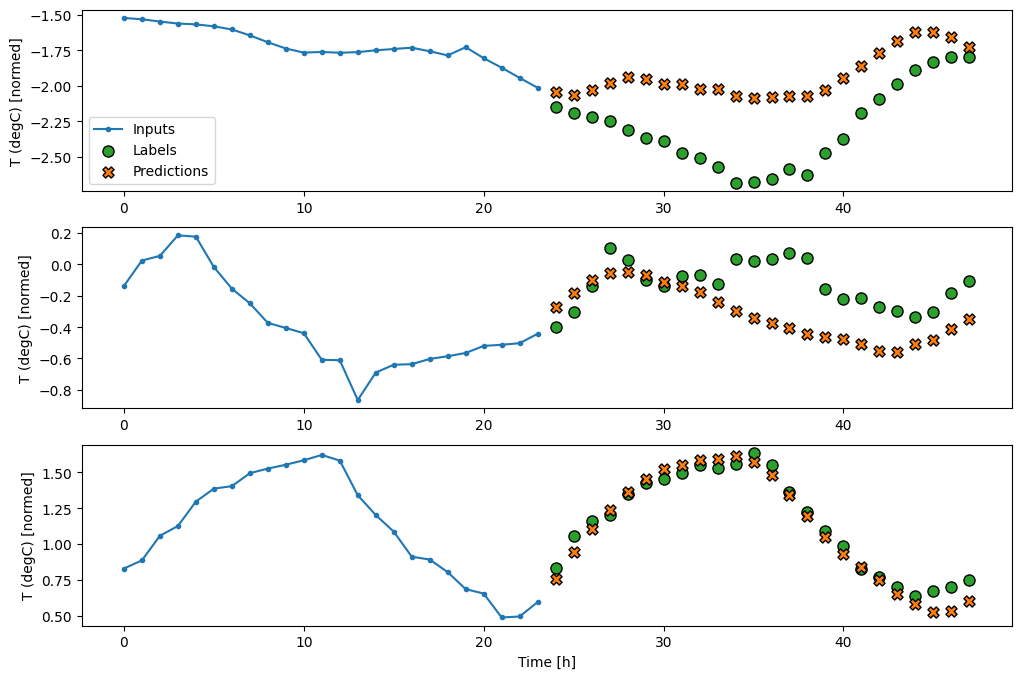 −1.50
−1.75
−2.00
−2.25
−2.50
T (degC) [normed]
Inputs
Labels
Predictions
0 10 20 30 40
0.2
0.0
−0.2
−0.4
−0.6
−0.8
T (degC) [normed]
0 10 20 30 40
1.50
1.25
1.00
0.75
0.50
T (degC) [normed]
0 10 20 30 40
Time [h]